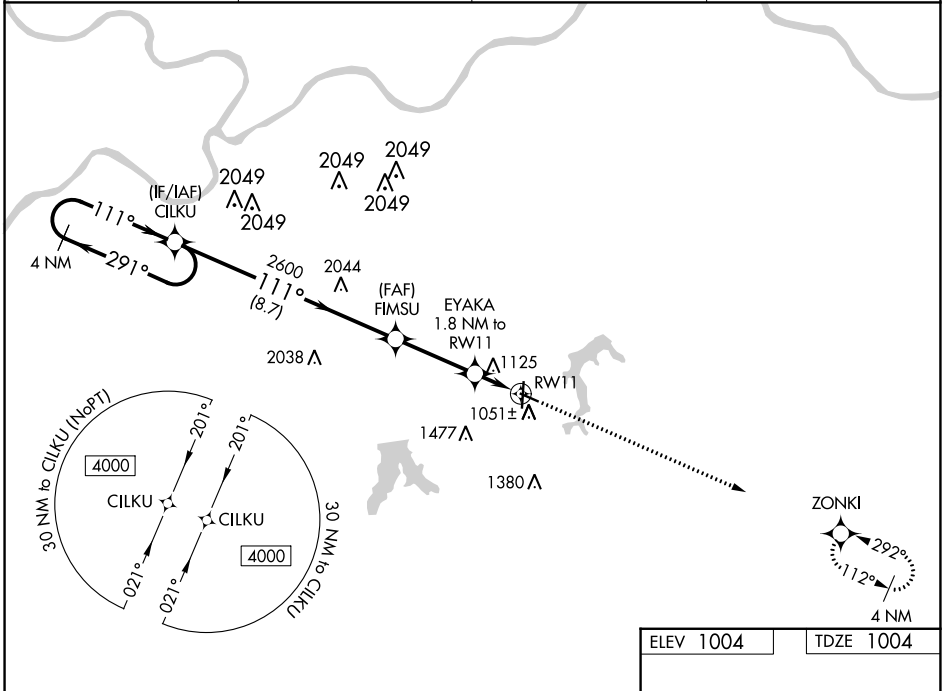 2049
2049
2049
2049
2049
(IF/IAF)
CILKU
111°
291°
4 NM
2600
111°
(8.7)
2044
(FAF)
FIMSU
EYAKA
1.8 NM to
RW11
2038
1125
RW11
1051±
1477
1380
30 NM to CILKU (NoPT)
201°
4000
CILKU
021°
201°
CILKU
4000
021°
30 NM to CILKU
ZONKI
292°
112°
4 NM
ELEV 1004
TDZE 1004